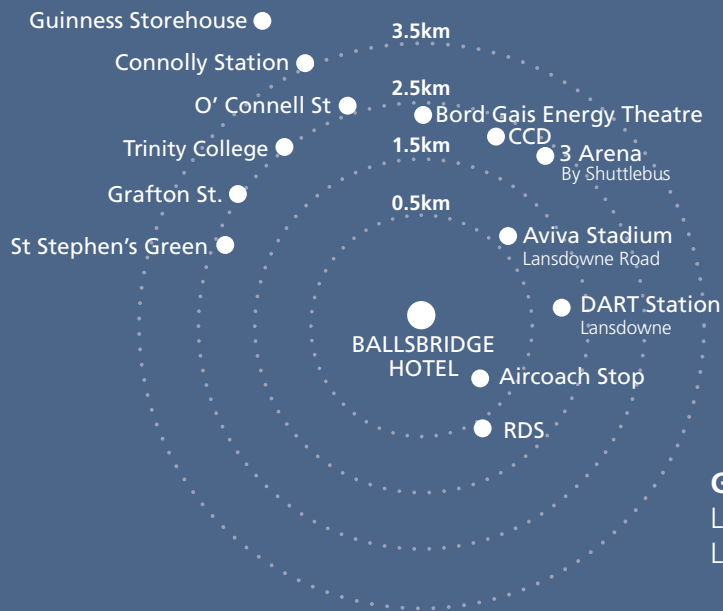 Guinness Storehouse
3.5km
Connolly Station
2.5km
O' Connell St
Bord Gais Energy Theatre
CCD
Trinity College
3 Arena
By Shuttlebus
1.5km
Grafton St.
0.5km
St Stephen's Green
Aviva Stadium
Lansdowne Road
DART Station
Lansdowne
BALLSBRIDGE
HOTEL
Aircoach Stop
RDS
G
L
L